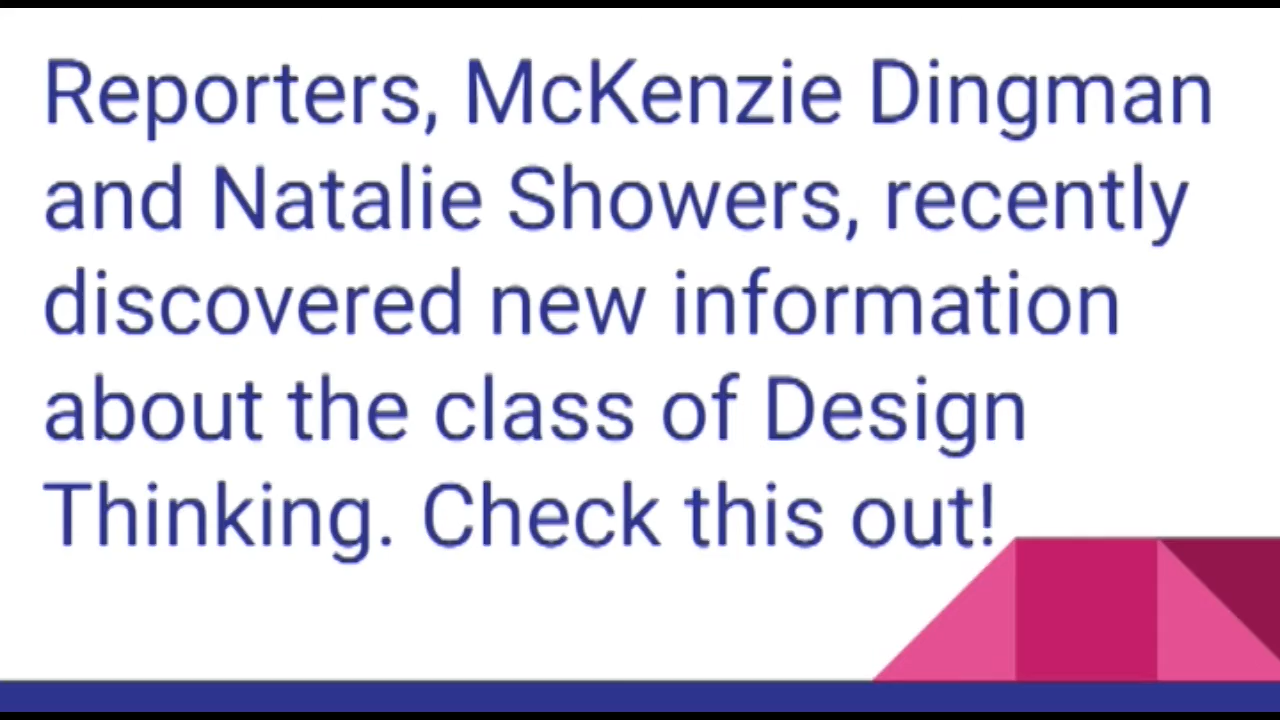 Reporters, McKenzie Dingman
and Natalie Showers, recently
discovered new information
about the class of Design
Thinking. Check this out!